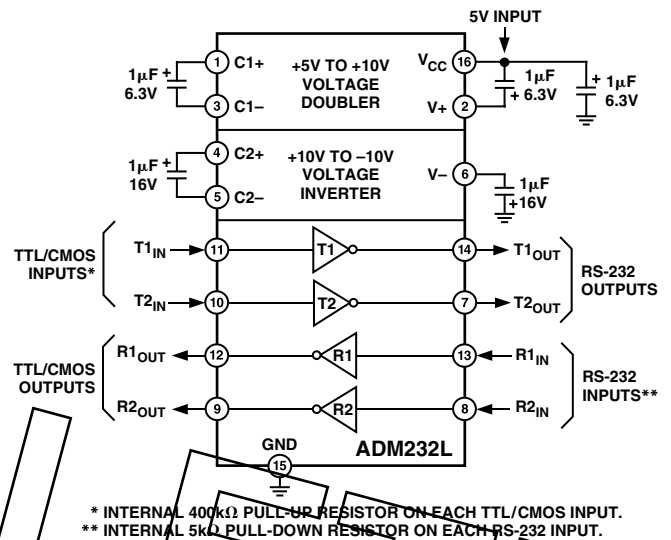 5V INPUT
1 C1+ +5V TO +10V VCC 16
1µF + VOLTAGE + 1µF + 1µF
6.3V DOUBLER + 6.3V 6.3V
3 C1– V+ 2
4 C2+ +10V TO –10V
1µF + VOLTAGE V– 6
16V INVERTER 1µF
5 C2– +16V
T1IN 11 T1 14 T1OUT
TTL/CMOS RS-232
INPUTS* OUTPUTS
T2IN 10 T2 7 T2OUT
R1OUT 12 R1 13 R1IN
TTL/CMOS RS-232
OUTPUTS INPUTS**
R2OUT 9 R2 8 R2IN
GND ADM232L
15
* INTERNAL 400kΩ PULL-UP RESISTOR ON EACH TTL/CMOS INPUT.
** INTERNAL 5kΩ PULL-DOWN RESISTOR ON EACH RS-232 INPUT.